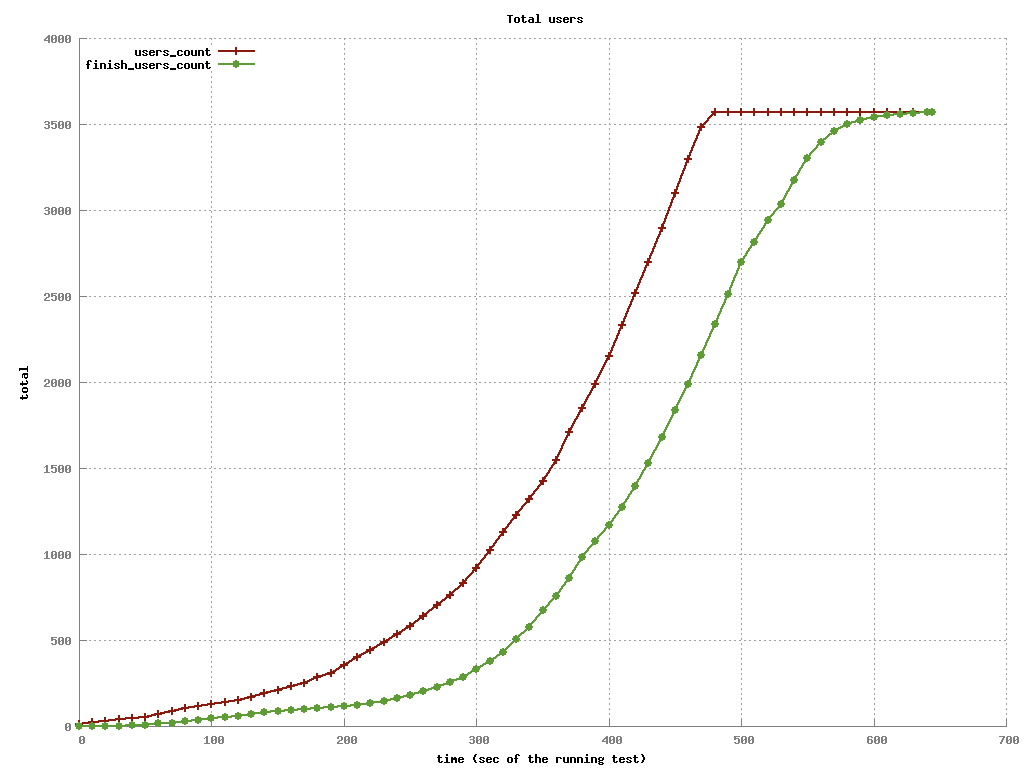 Total users
users_count
finish_users_count
4000
3500
3000
2500
2000
1500
1000
500
0
total
0 100 200 300 400 500 600 700
time (sec of the running test)